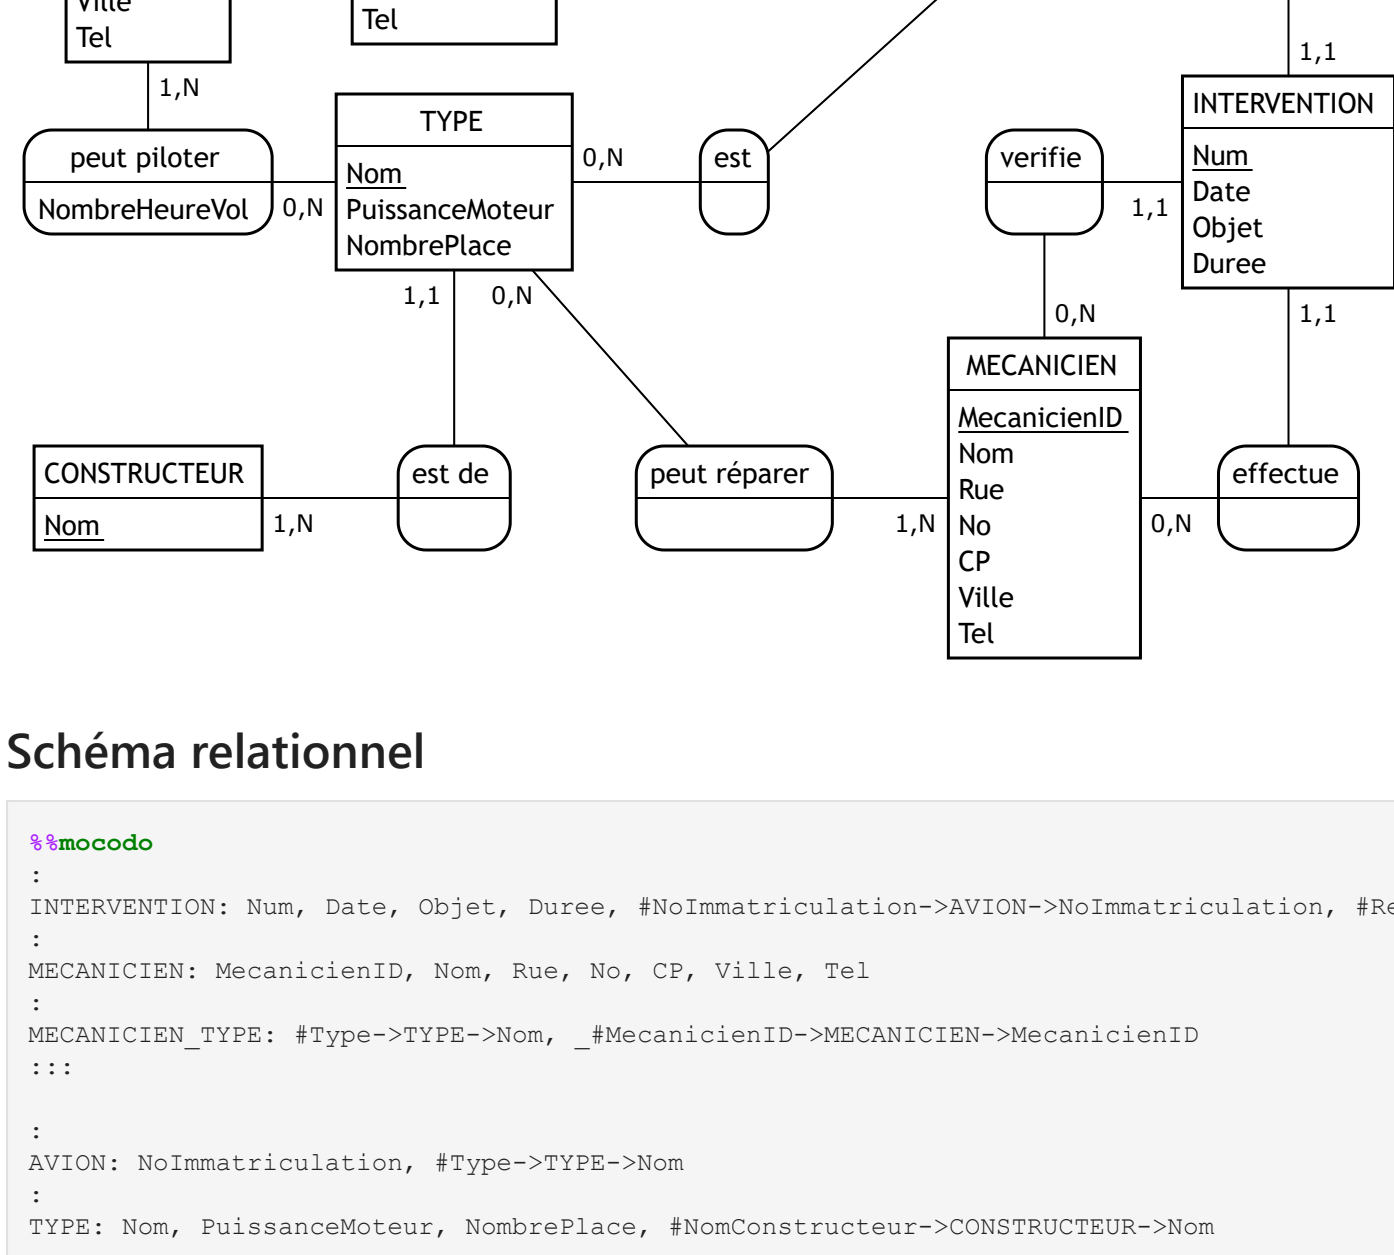 Ville
Tel
Tel
1,N
1,1
peut piloter
NombreHeureVol
0,N
TYPE
Nom
PuissanceMoteur
NombrePlace
0,N
est
verifie
1,1
INTERVENTION
Num
Date
Objet
Duree
1,1
0,N
0,N
1,1
CONSTRUCTEUR
Nom
1,N
est de
peut réparer
1,N
MECANICIEN
MecanicienID
Nom
Rue
No
CP
Ville
Tel
0,N
effectue
Schéma relationnel
%%mocodo
:
INTERVENTION: Num, Date, Objet, Duree, #NoImmatriculation->AVION->NoImmatriculation, #Re
:
MECANICIEN: MecanicienID, Nom, Rue, No, CP, Ville, Tel
:
MECANICIEN_TYPE: #Type->TYPE->Nom, _#MecanicienID->MECANICIEN->MecanicienID
:::
:
AVION: NoImmatriculation, #Type->TYPE->Nom
:
TYPE: Nom, PuissanceMoteur, NombrePlace, #NomConstructeur->CONSTRUCTEUR->Nom